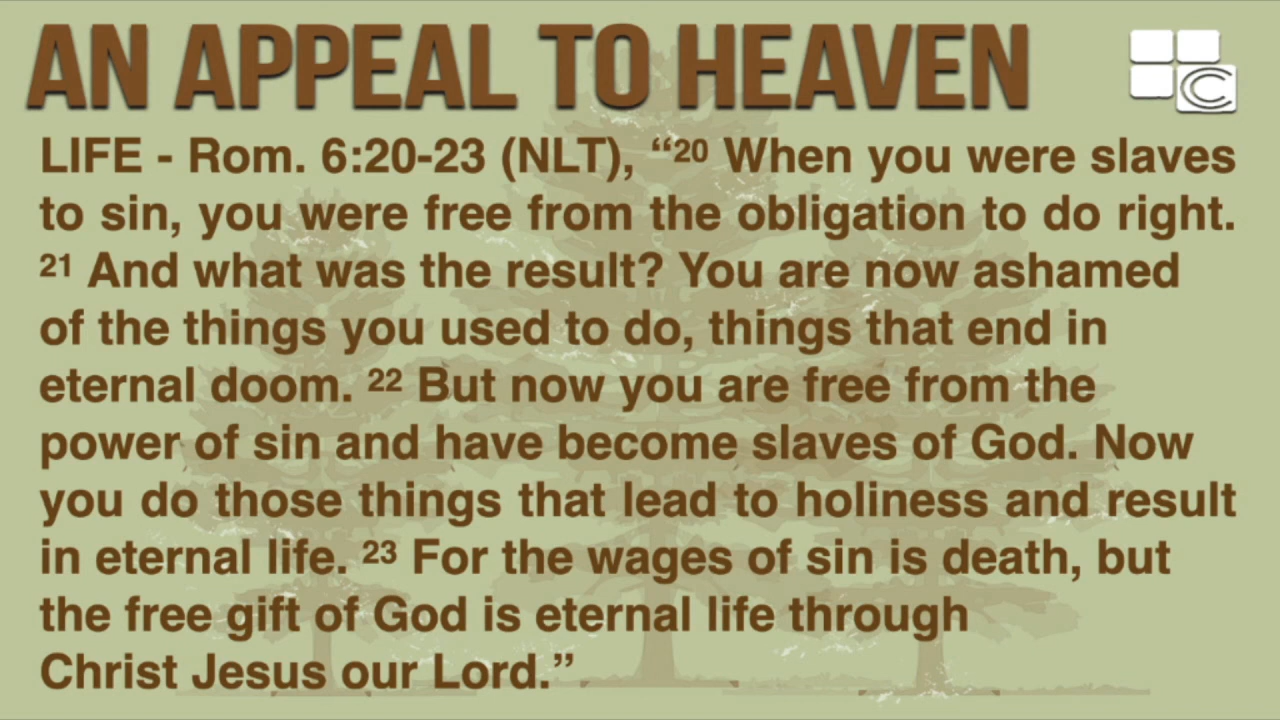 AN APPEAL TO HEAVEN
C
LIFE - Rom. 6:20-23 (NLT), “20 When you were slaves
to sin, you were free from the obligation to do right.
21 And what was the result? You are now ashamed
of the things you used to do, things that end in
eternal doom. 22 But now you are free from the
power of sin and have become slaves of God. Now
you do those things that lead to holiness and result
in eternal life. 23 For the wages of sin is death, but
the free gift of God is eternal life through
Christ Jesus our Lord.”